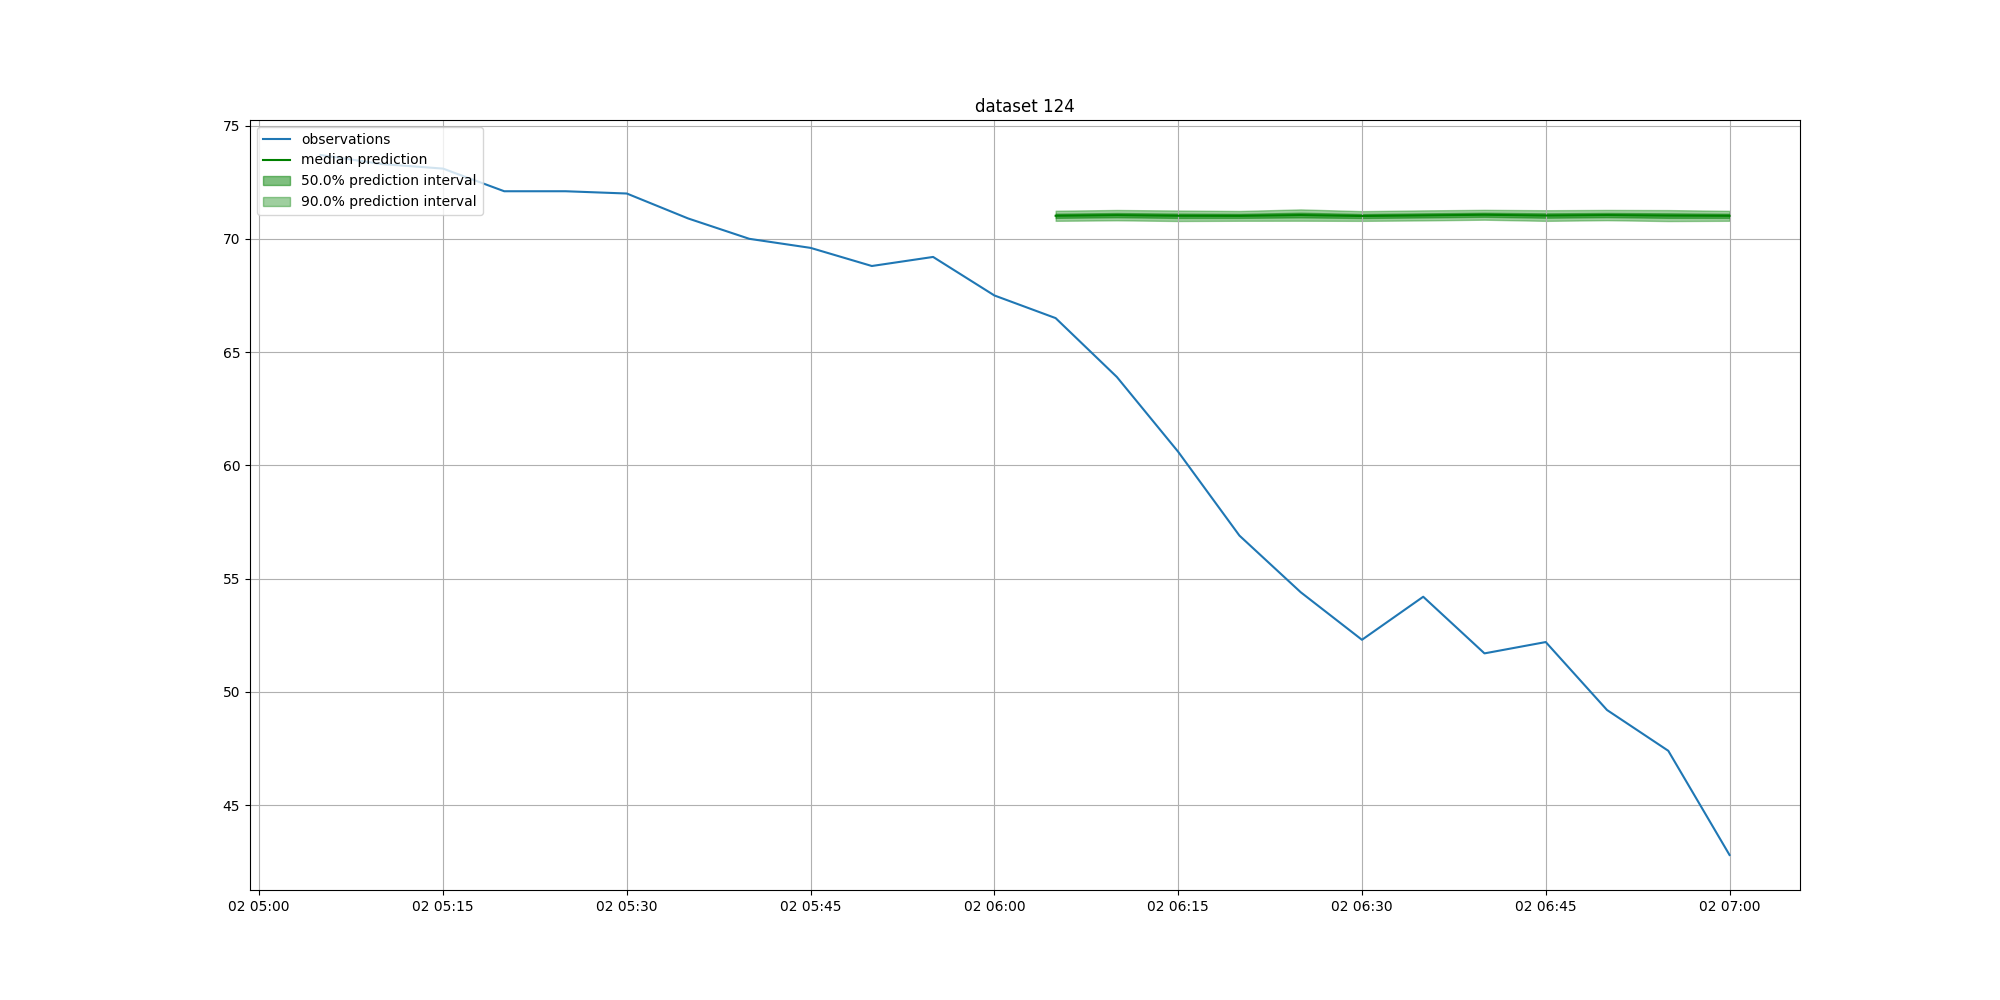 dataset 124
75
observations
median prediction
50.0% prediction interval
90.0% prediction interval
70
65
60
55
50
45
02 05:00 02 05:15 02 05:30 02 05:45 02 06:00 02 06:15 02 06:30 02 06:45 02 07:00